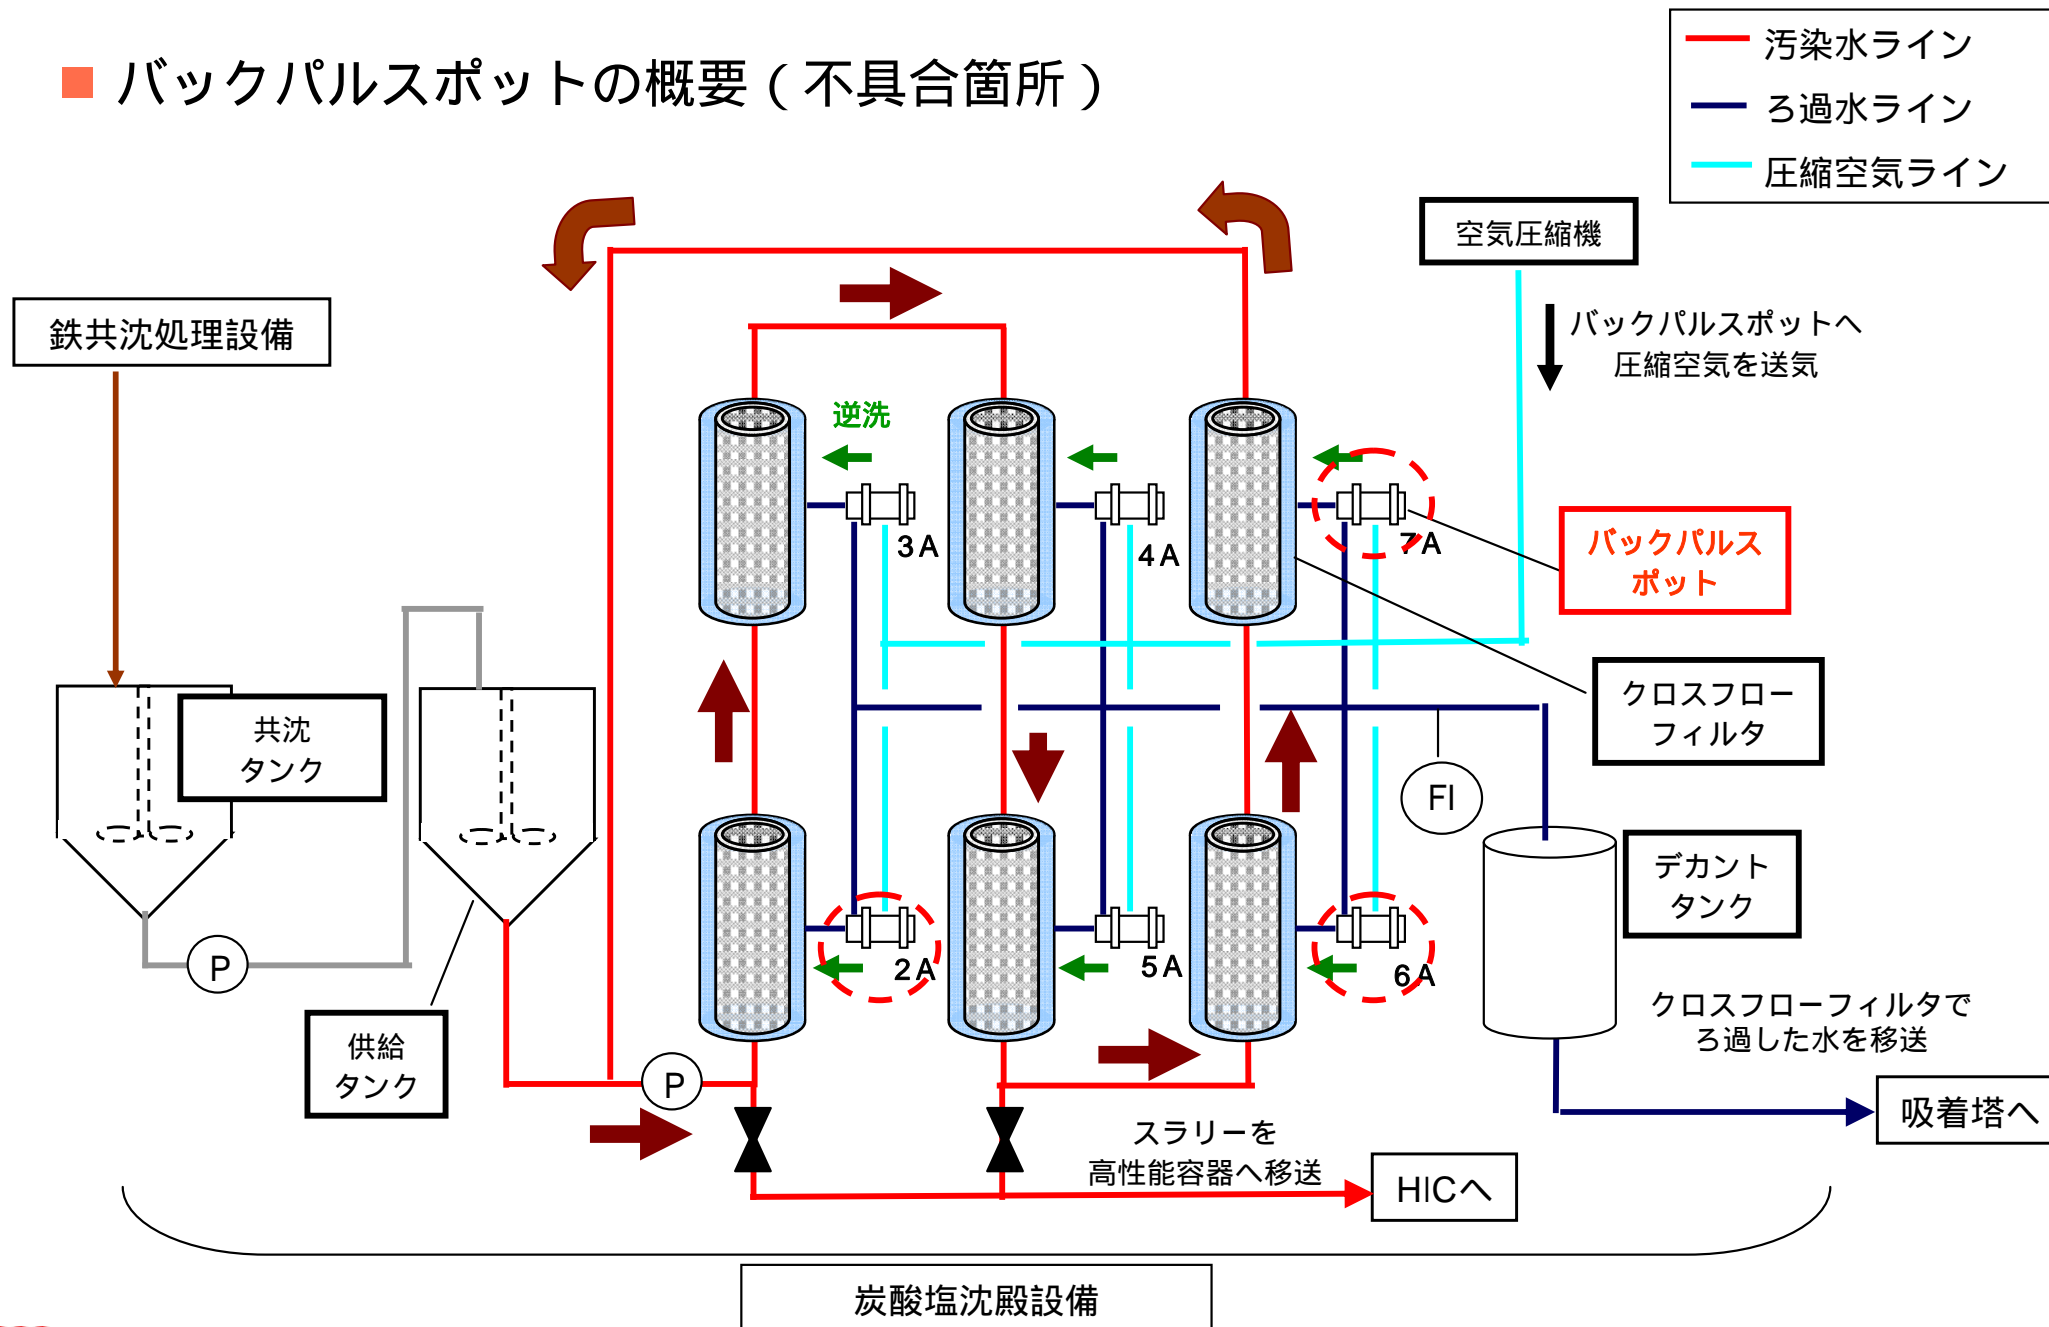 バックパルスポットの概要（不具合箇所）
汚染水ライン
ろ過水ライン
圧縮空気ライン
空気圧縮機
鉄共沈処理設備
バックパルスポットへ
圧縮空気を送気
逆洗
3A
4A
7A
バックパルス
ポット
クロスフロー
フィルタ
共沈
タンク
FI
デカント
タンク
2A
5A
6A
P
クロスフローフィルタで
ろ過した水を移送
供給
タンク
P
吸着塔へ
スラリーを
高性能容器へ移送
HICへ
炭酸塩沈殿設備